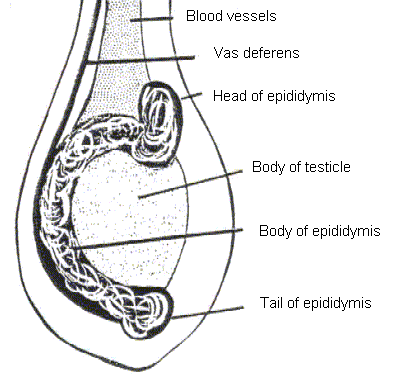 Blood vessels
Vas deferens
Head of epididymis
Body of testicle
Body of epididymis
Tail of epididymis